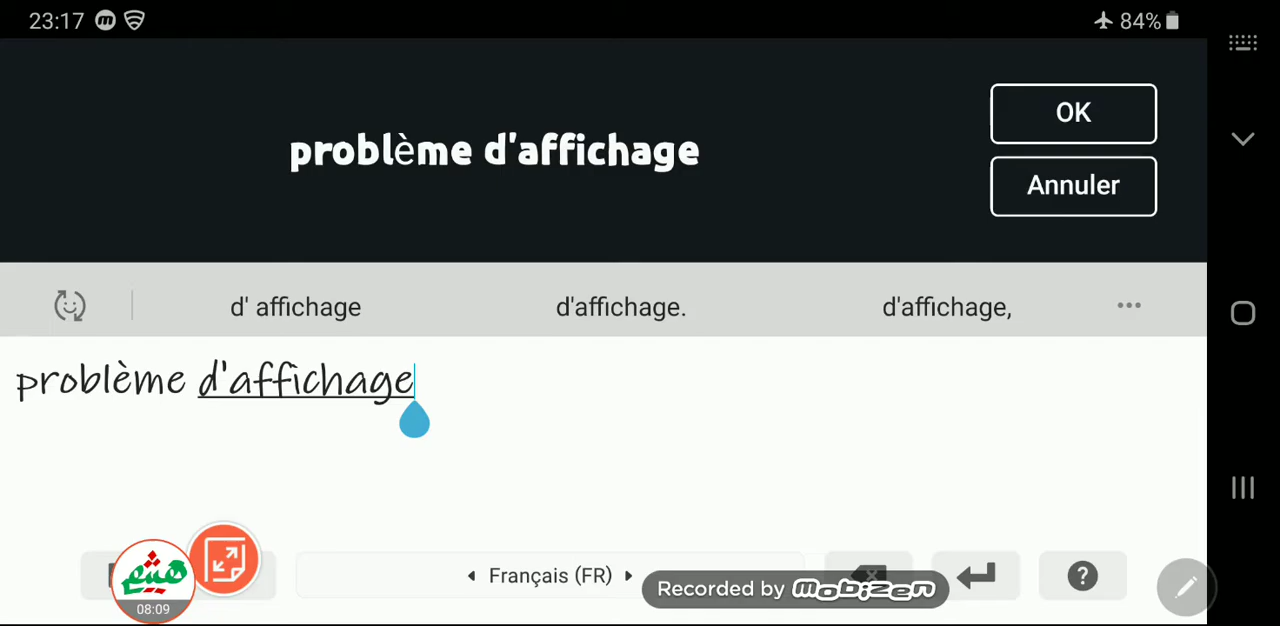 23:17 84%
problème d'affichage
OK
Annuler
d' affichage d'affichage. d'affichage,
problème d'affichage
Français (FR)
Recorded by mobizen
هيثم
08:09